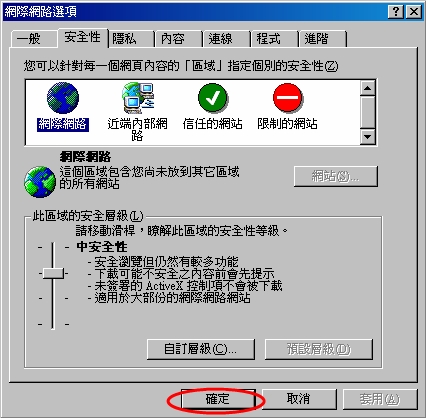 網際網路選項
一般 安全性 隱私 內容 連線 程式 進階
您可以針對每一個網頁內容的「區域」指定個別的安全性(Z)
網際網路 近端內部網路 信任的網站 限制的網站
網際網路
這個區域包含您尚未放到其它區域
的所有網站
網站(S)...
此區域的安全層級(L)
請移動滑桿，瞭解此區域的安全性等級。
中安全性
- 安全瀏覽但仍然有較多功能
- 下載可能不安全之內容前會先提示
- 未簽署的 ActiveX 控制項不會被下載
- 適用於大部份的網際網路網站
自訂層級(C)... 預設層級(D)
確定 取消 套用(A)